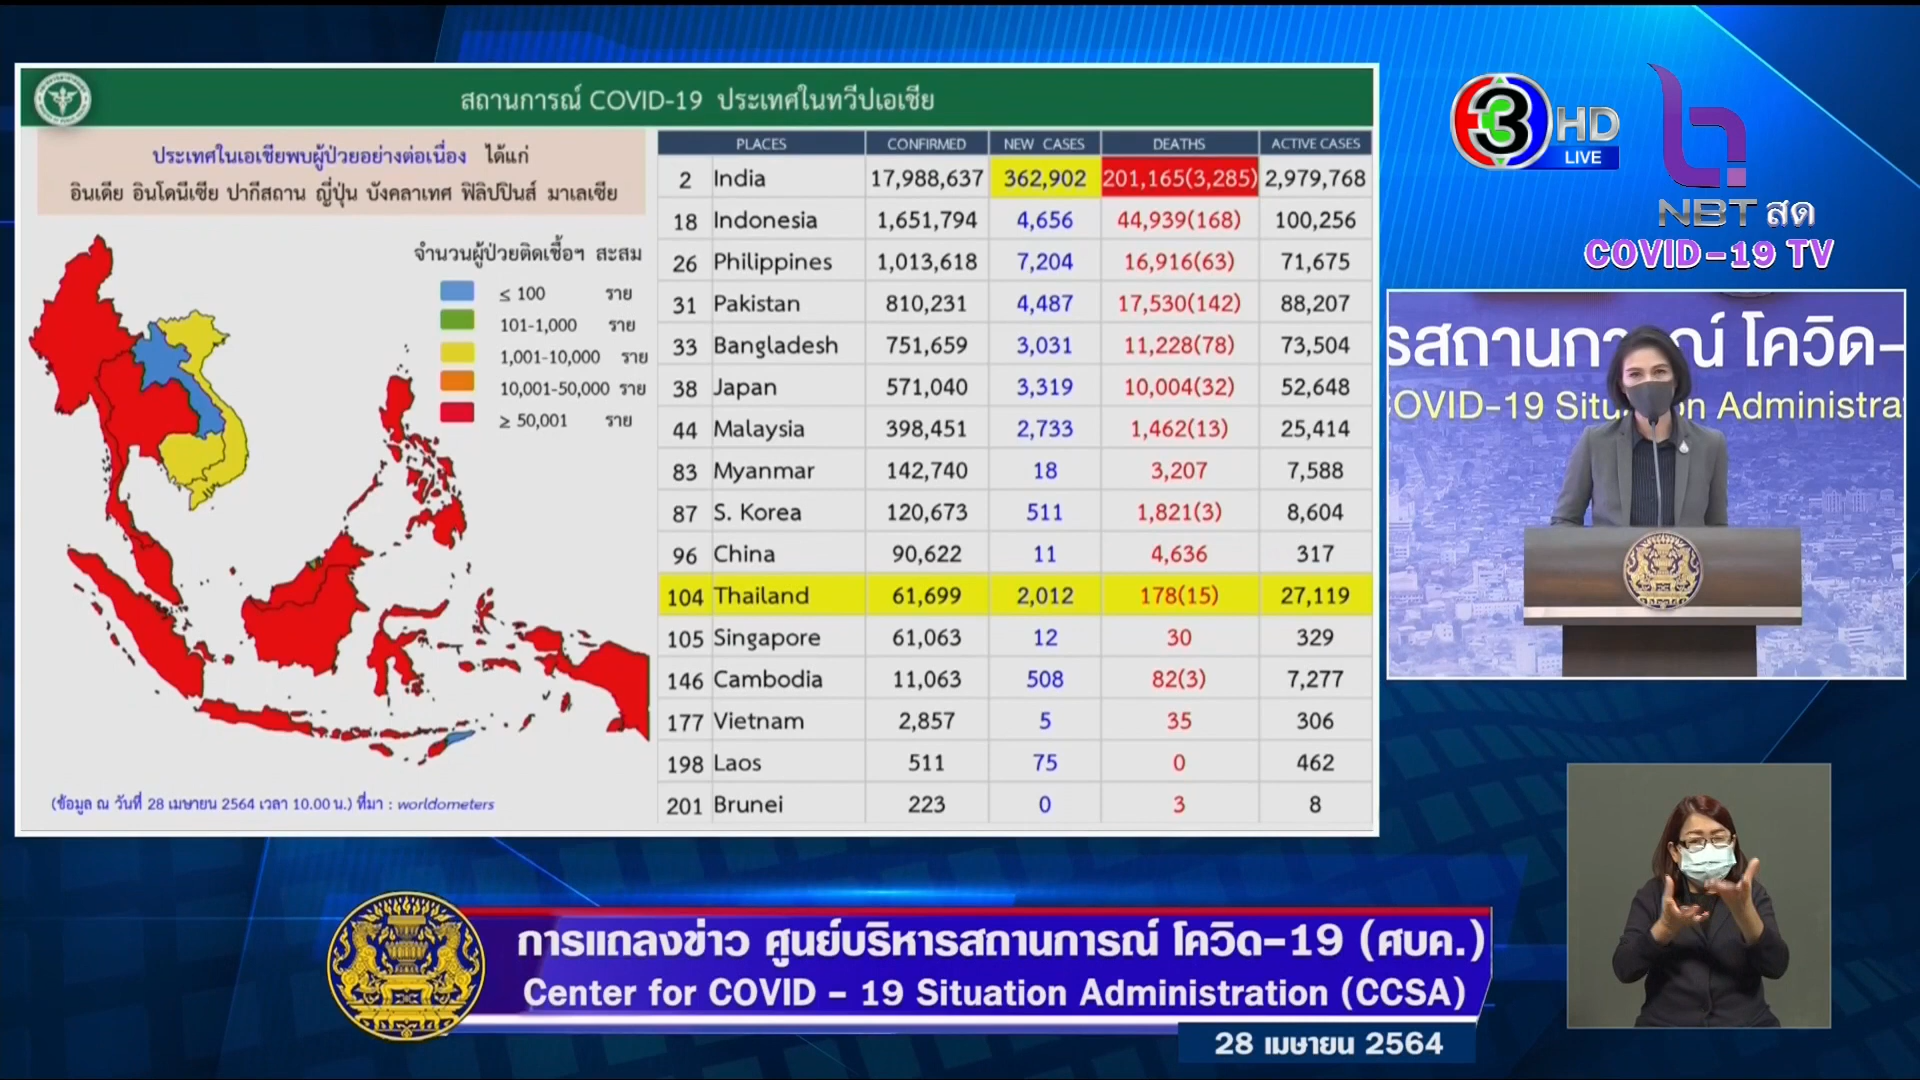 สถานการณ์ COVID-19 ประเทศในทวีปเอเชีย
ประเทศในเอเชียพบผู้ป่วยอย่างต่อเนื่อง ได้แก่
อินเดีย อินโดนีเซีย ปากีสถาน ญี่ปุ่น บังคลาเทศ ฟิลิปปินส์ มาเลเซีย
จำนวนผู้ป่วยติดเชื้อฯ สะสม
≤ 100 ราย
101-1,000 ราย
1,001-10,000 ราย
10,001-50,000 ราย
≥ 50,001 ราย
(ข้อมูล ณ วันที่ 28 เมษายน 2564 เวลา 10.00 น.) ที่มา : worldometers
PLACES CONFIRMED NEW CASES DEATHS ACTIVE CASES
2 India 17,988,637 362,902 201,165(3,285) 2,979,768
18 Indonesia 1,651,794 4,656 44,939(168) 100,256
26 Philippines 1,013,618 7,204 16,916(63) 71,675
31 Pakistan 810,231 4,487 17,530(142) 88,207
33 Bangladesh 751,659 3,031 11,228(78) 73,504
38 Japan 571,040 3,319 10,004(32) 52,648
44 Malaysia 398,451 2,733 1,462(13) 25,414
83 Myanmar 142,740 18 3,207 7,588
87 S. Korea 120,673 511 1,821(3) 8,604
96 China 90,622 11 4,636 317
104 Thailand 61,699 2,012 178(15) 27,119
105 Singapore 61,063 12 30 329
146 Cambodia 11,063 508 82(3) 7,277
177 Vietnam 2,857 5 35 306
198 Laos 511 75 0 462
201 Brunei 223 0 3 8
3 HD
LIVE
NBT สด
COVID-19 TV
รสถานการณ์ โควิด-
COVID-19 Situation Administra
การแถลงข่าว ศูนย์บริหารสถานการณ์ โควิด-19 (ศบค.)
Center for COVID - 19 Situation Administration (CCSA)
28 เมษายน 2564